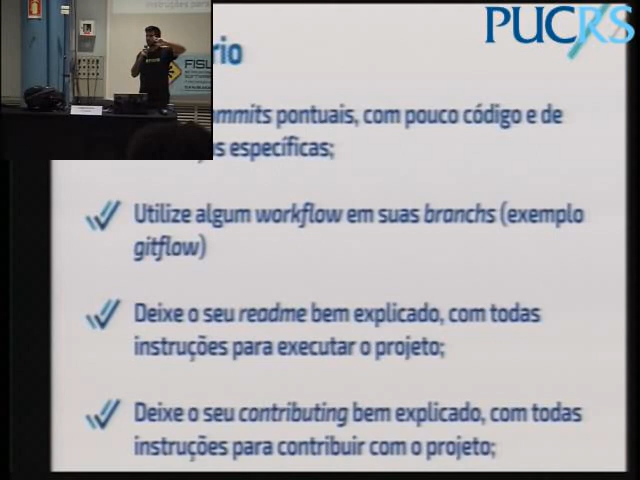 PUCRS
rio
mmits pontuais, com pouco código e de
s específicas;
Utilize algum workflow em suas branchs (exemplo
gitflow)
Deixe o seu readme bem explicado, com todas
instruções para executar o projeto;
Deixe o seu contributing bem explicado, com todas
instruções para contribuir com o projeto;